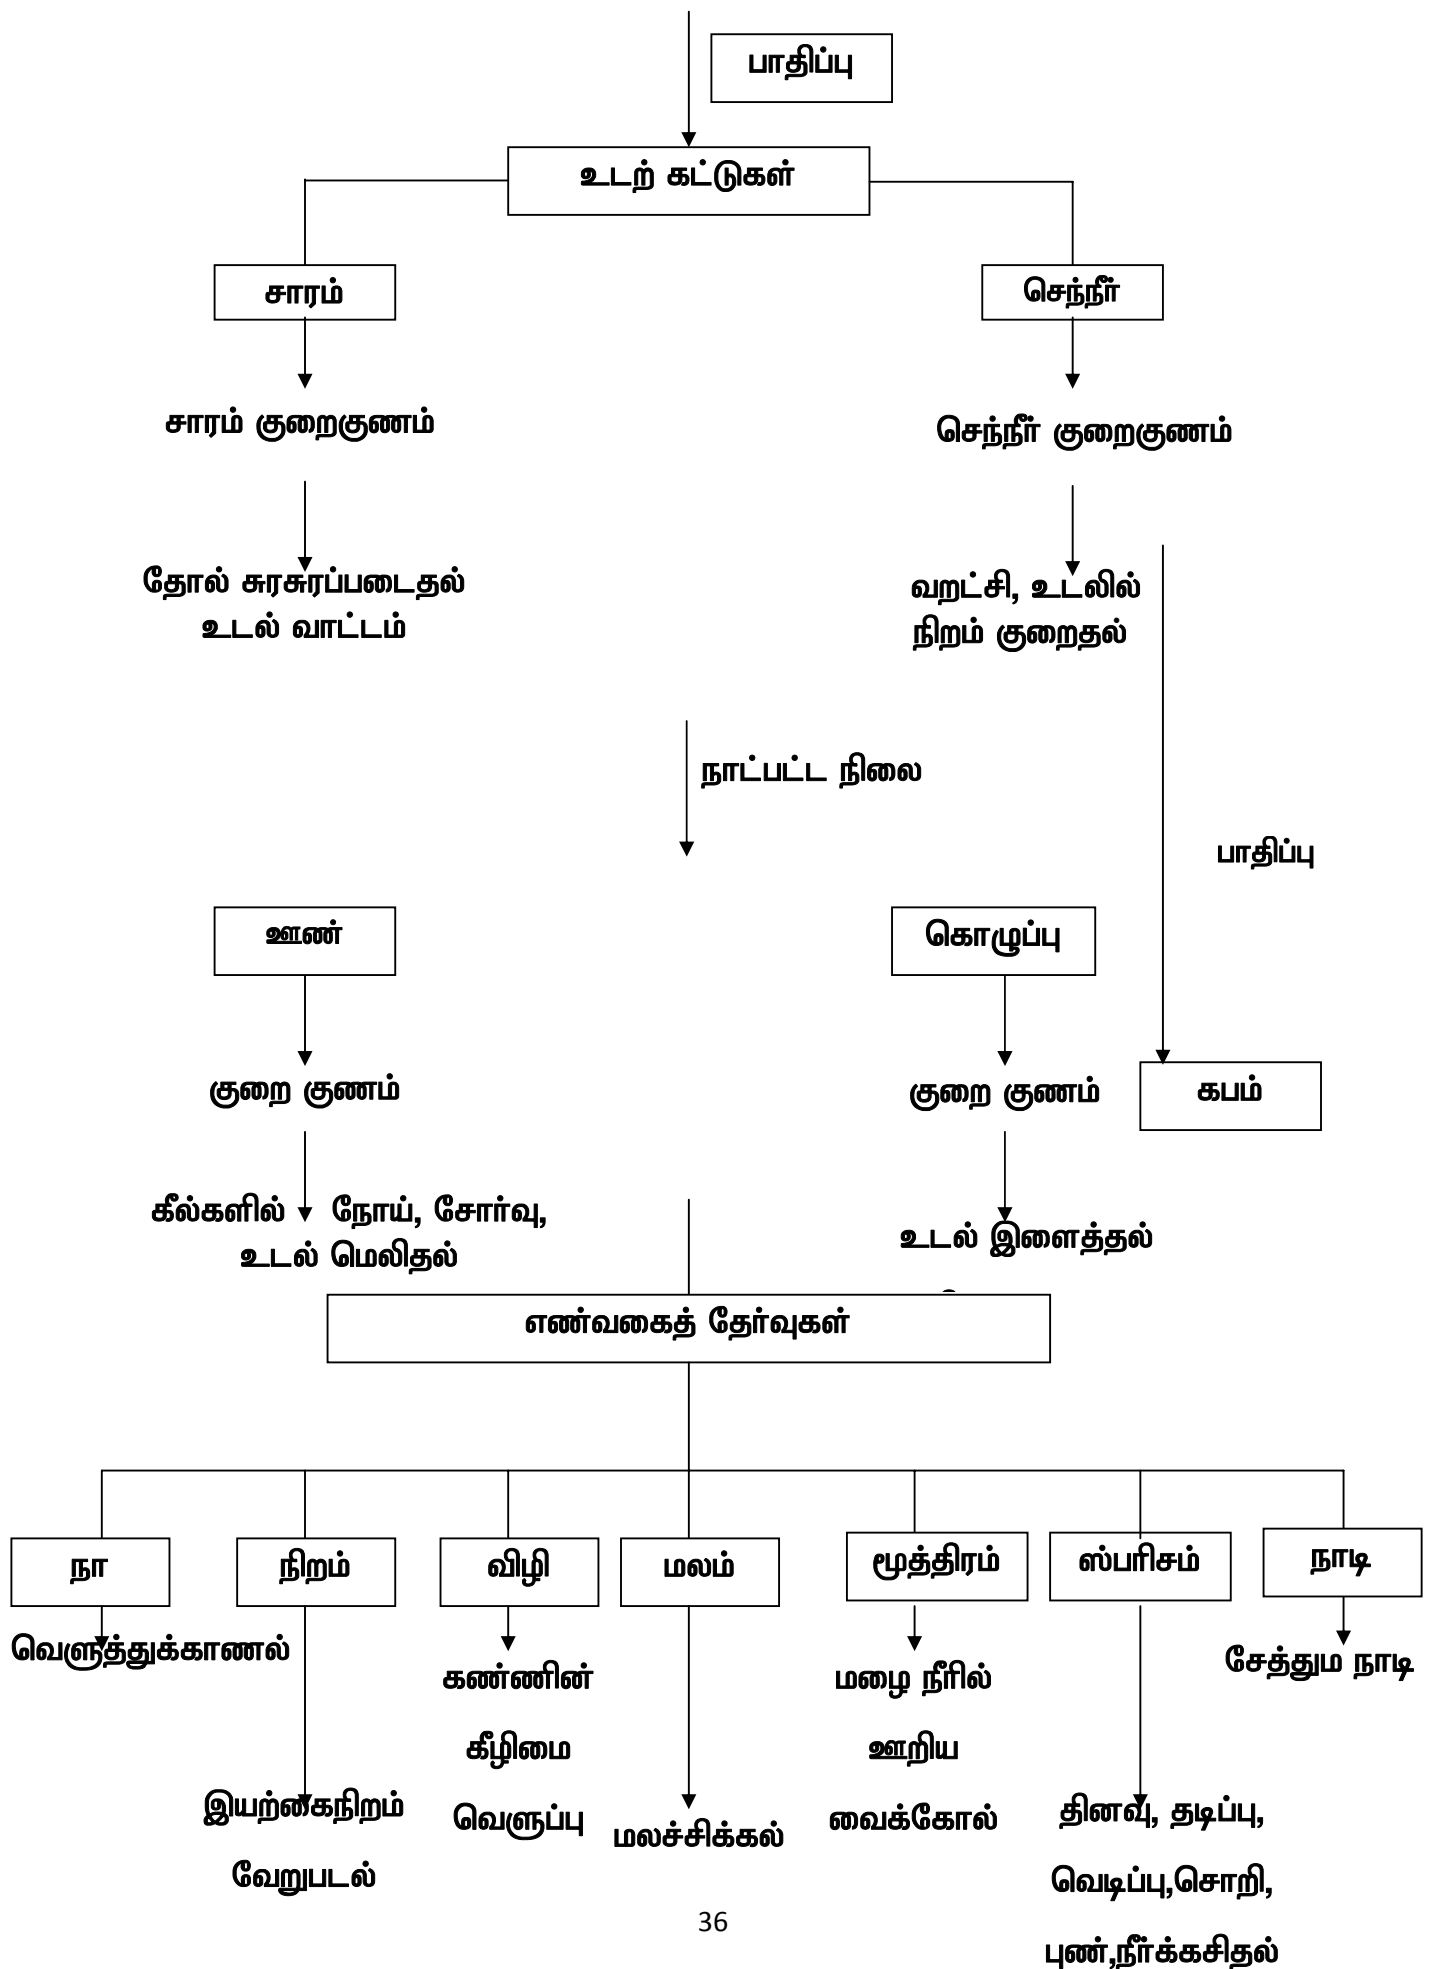 பாதிப்பு
உடற் கட்டுகள்
சாரம்
செந்நீர்
சாரம் குறைகுணம்
செந்நீர் குறைகுணம்
தோல் சுரசுரப்படைதல்
உடல் வாட்டம்
வறட்சி, உடலில்
நிறம் குறைதல்
நாட்பட்ட நிலை
பாதிப்பு
ஊண்
கொழுப்பு
குறை குணம்
குறை குணம்
கபம்
கீல்களில் நோய், சோர்வு,
உடல் மெலிதல்
உடல் இளைத்தல்
எண்வகைத் தேர்வுகள்
நா
நிறம்
விழி
மலம்
மூத்திரம்
ஸ்பரிசம்
நாடி
வெளுத்துக்காணல்
இயற்கைநிறம்
வேறுபடல்
கண்ணின்
கீழிமை
வெளுப்பு
மலச்சிக்கல்
மழை நீரில்
ஊறிய
வைக்கோல்
தினவு, தடிப்பு,
வெடிப்பு,சொறி,
புண்,நீர்க்கசிதல்
சேத்தும நாடி
36